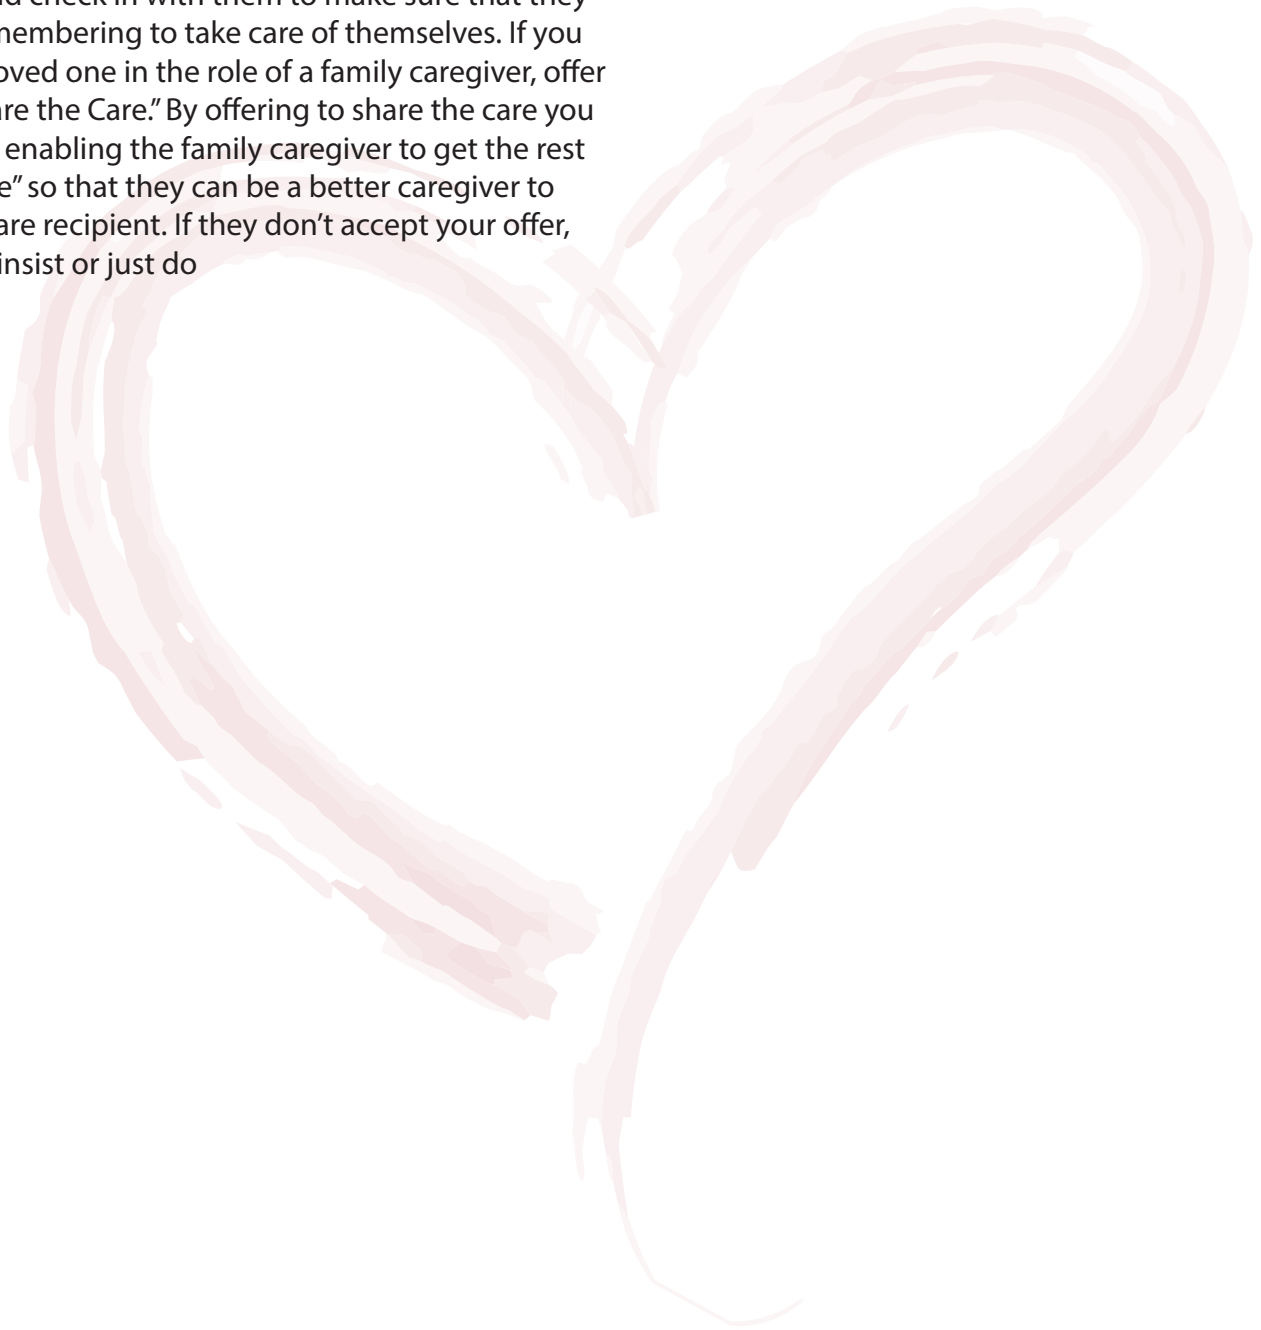 check in with them to make sure that they
membering to take care of themselves. If you
oved one in the role of a family caregiver, offer
are the Care.” By offering to share the care you
enabling the family caregiver to get the rest
e” so that they can be a better caregiver to
are recipient. If they don’t accept your offer,
insist or just do